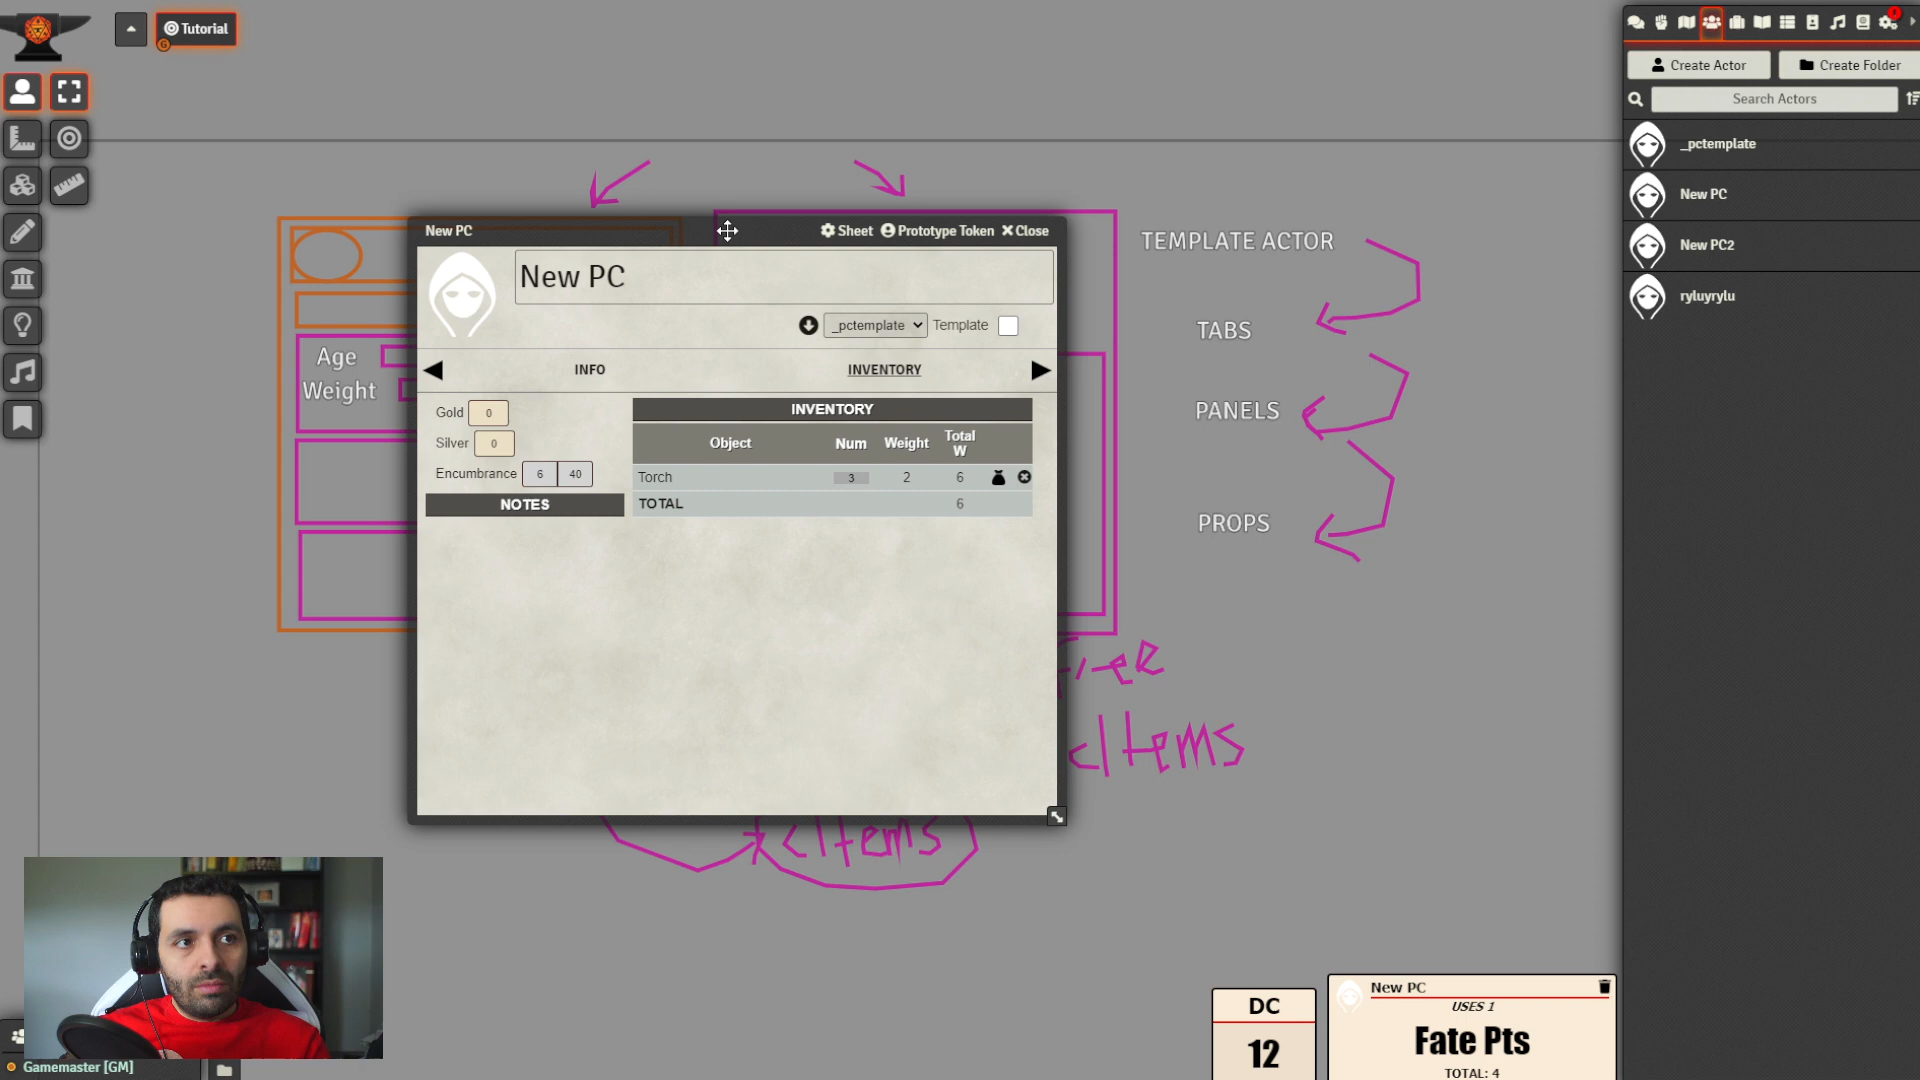 Tutorial
G
Create Actor
Create Folder
Search Actors
_pctemplate
New PC
New PC2
ryluyrylu
New PC
Sheet
Prototype Token
Close
New PC
_pctemplate
Template
INFO
INVENTORY
Gold 0
Silver 0
Encumbrance 6 40
NOTES
INVENTORY
Object Num Weight Total W
Torch 3 2 6
TOTAL 6
Age
Weight
TEMPLATE ACTOR
TABS
PANELS
PROPS
cItems
cItems
DC
12
New PC
USES 1
Fate Pts
TOTAL: 4
Gamemaster [GM]